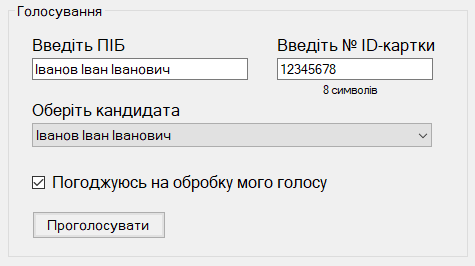 Голосування
Введіть ПІБ
Введіть № ID-картки
Іванов Іван Іванович
12345678
8 символів
Оберіть кандидата
Іванов Іван Іванович
Погоджуюсь на обробку мого голосу
Проголосувати